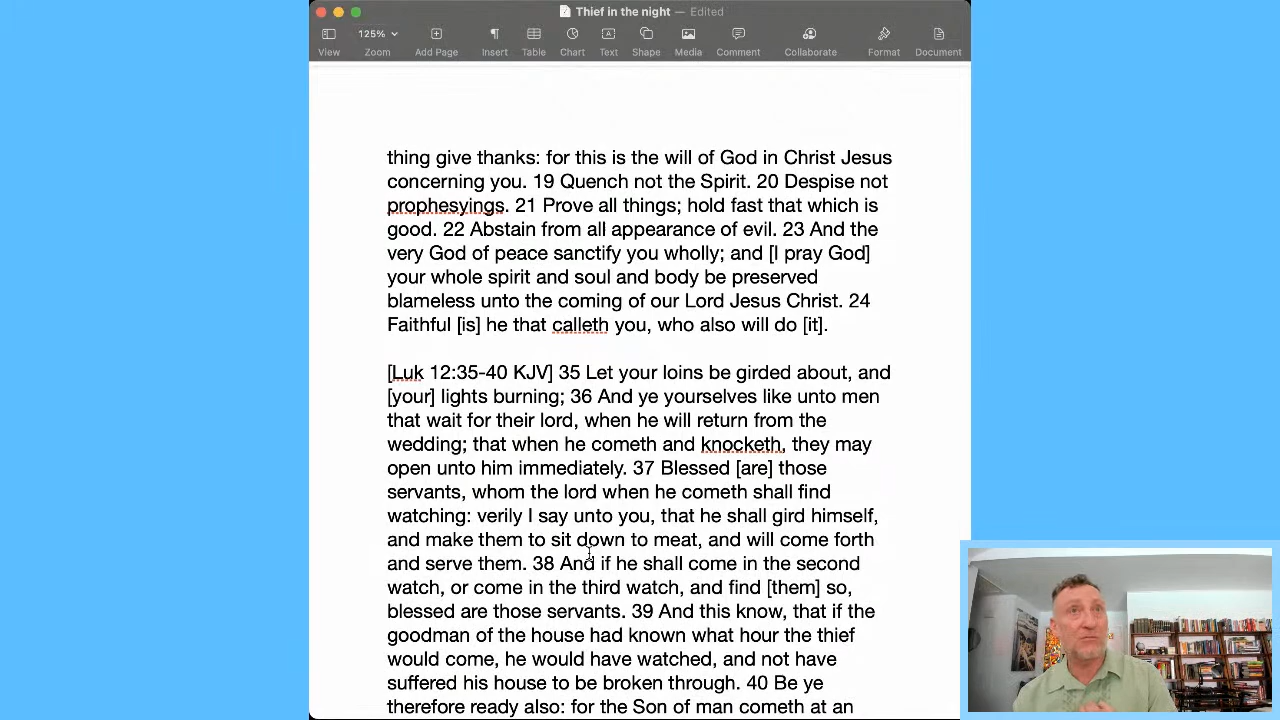 Thief in the night — Edited
125%
View Zoom Add Page Insert Table Chart Text Shape Media Comment Collaborate Format Document
thing give thanks: for this is the will of God in Christ Jesus
concerning you. 19 Quench not the Spirit. 20 Despise not
prophesyings. 21 Prove all things; hold fast that which is
good. 22 Abstain from all appearance of evil. 23 And the
very God of peace sanctify you wholly; and [I pray God]
your whole spirit and soul and body be preserved
blameless unto the coming of our Lord Jesus Christ. 24
Faithful [is] he that calleth you, who also will do [it].
[Luk 12:35-40 KJV] 35 Let your loins be girded about, and
[your] lights burning; 36 And ye yourselves like unto men
that wait for their lord, when he will return from the
wedding; that when he cometh and knocketh, they may
open unto him immediately. 37 Blessed [are] those
servants, whom the lord when he cometh shall find
watching: verily I say unto you, that he shall gird himself,
and make them to sit down to meat, and will come forth
and serve them. 38 And if he shall come in the second
watch, or come in the third watch, and find [them] so,
blessed are those servants. 39 And this know, that if the
goodman of the house had known what hour the thief
would come, he would have watched, and not have
suffered his house to be broken through. 40 Be ye
therefore ready also: for the Son of man cometh at an